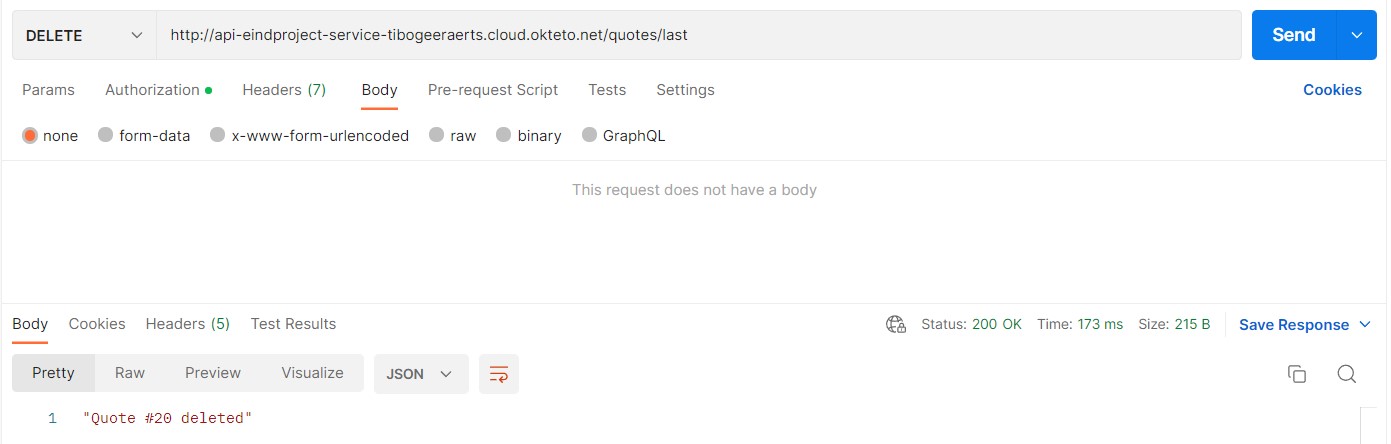 DELETE http://api-eindproject-service-tibogeeraerts.cloud.okteto.net/quotes/last Send
Params Authorization Headers (7) Body Pre-request Script Tests Settings Cookies
none form-data x-www-form-urlencoded raw binary GraphQL
This request does not have a body
Body Cookies Headers (5) Test Results Status: 200 OK Time: 173 ms Size: 215 B Save Response
Pretty Raw Preview Visualize JSON
1 "Quote #20 deleted"